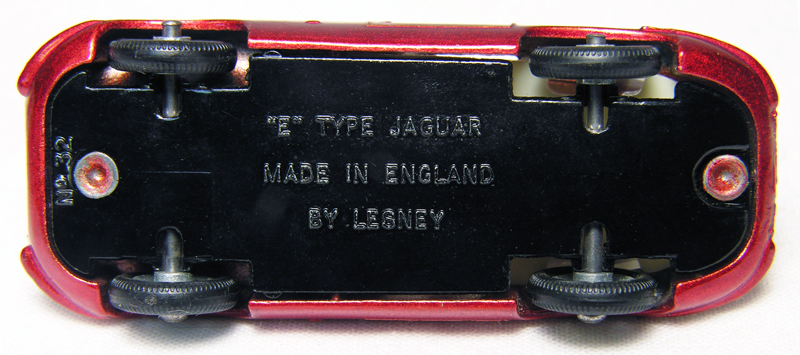 "E" TYPE JAGUAR
MADE IN ENGLAND
BY LESNEY
No 32